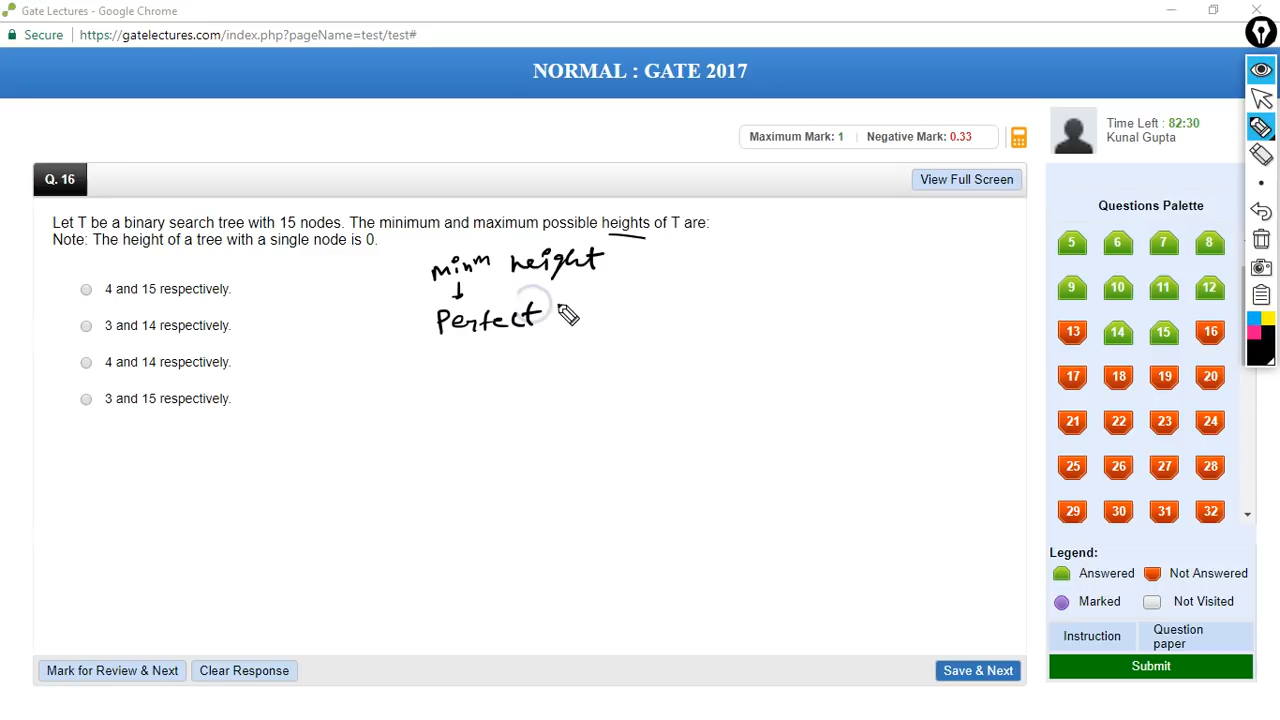 Gate Lectures - Google Chrome
Secure | https://gatelectures.com/index.php?pageName=test/test#
NORMAL : GATE 2017
Maximum Mark: 1 | Negative Mark: 0.33
Time Left : 82:30
Kunal Gupta
Q. 16
View Full Screen
Let T be a binary search tree with 15 nodes. The minimum and maximum possible heights of T are:
Note: The height of a tree with a single node is 0.
minm height
Perfect
4 and 15 respectively.
3 and 14 respectively.
4 and 14 respectively.
3 and 15 respectively.
Questions Palette
5 6 7 8
9 10 11 12
13 14 15 16
17 18 19 20
21 22 23 24
25 26 27 28
29 30 31 32
Legend:
Answered Not Answered
Marked Not Visited
Instruction
Question paper
Submit
Mark for Review & Next
Clear Response
Save & Next